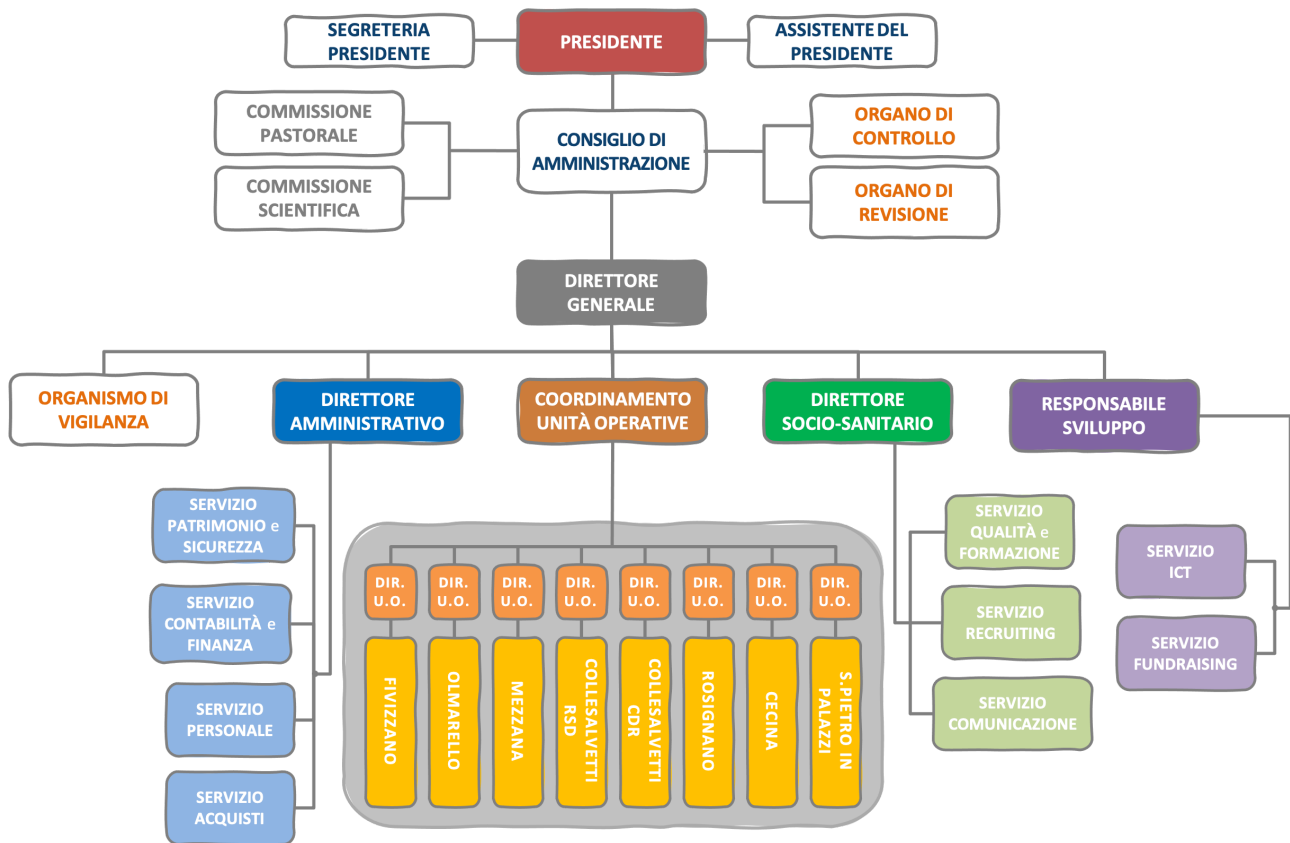 SEGRETERIA
PRESIDENTE
PRESIDENTE
ASSISTENTE DEL
PRESIDENTE
COMMISSIONE
PASTORALE
CONSIGLIO DI
AMMINISTRAZIONE
ORGANO DI
CONTROLLO
COMMISSIONE
SCIENTIFICA
ORGANO DI
REVISIONE
DIRETTORE
GENERALE
ORGANISMO DI
VIGILANZA
DIRETTORE
AMMINISTRATIVO
COORDINAMENTO
UNITÀ OPERATIVE
DIRETTORE
SOCIO-SANITARIO
RESPONSABILE
SVILUPPO
SERVIZIO
PATRIMONIO e
SICUREZZA
SERVIZIO
CONTABILITÀ e
FINANZA
SERVIZIO
PERSONALE
SERVIZIO
ACQUISTI
DIR.
U.O.
DIR.
U.O.
DIR.
U.O.
DIR.
U.O.
DIR.
U.O.
DIR.
U.O.
DIR.
U.O.
DIR.
U.O.
FIVIZZANO
OLMARELLO
MEZZANA
COLLESALVETTI
RSD
COLLESALVETTI
CDR
ROSIGNANO
CECINA
S.PIETRO IN
PALAZZI
SERVIZIO
QUALITÀ e
FORMAZIONE
SERVIZIO
RECRUITING
SERVIZIO
COMUNICAZIONE
SERVIZIO
ICT
SERVIZIO
FUNDRAISING